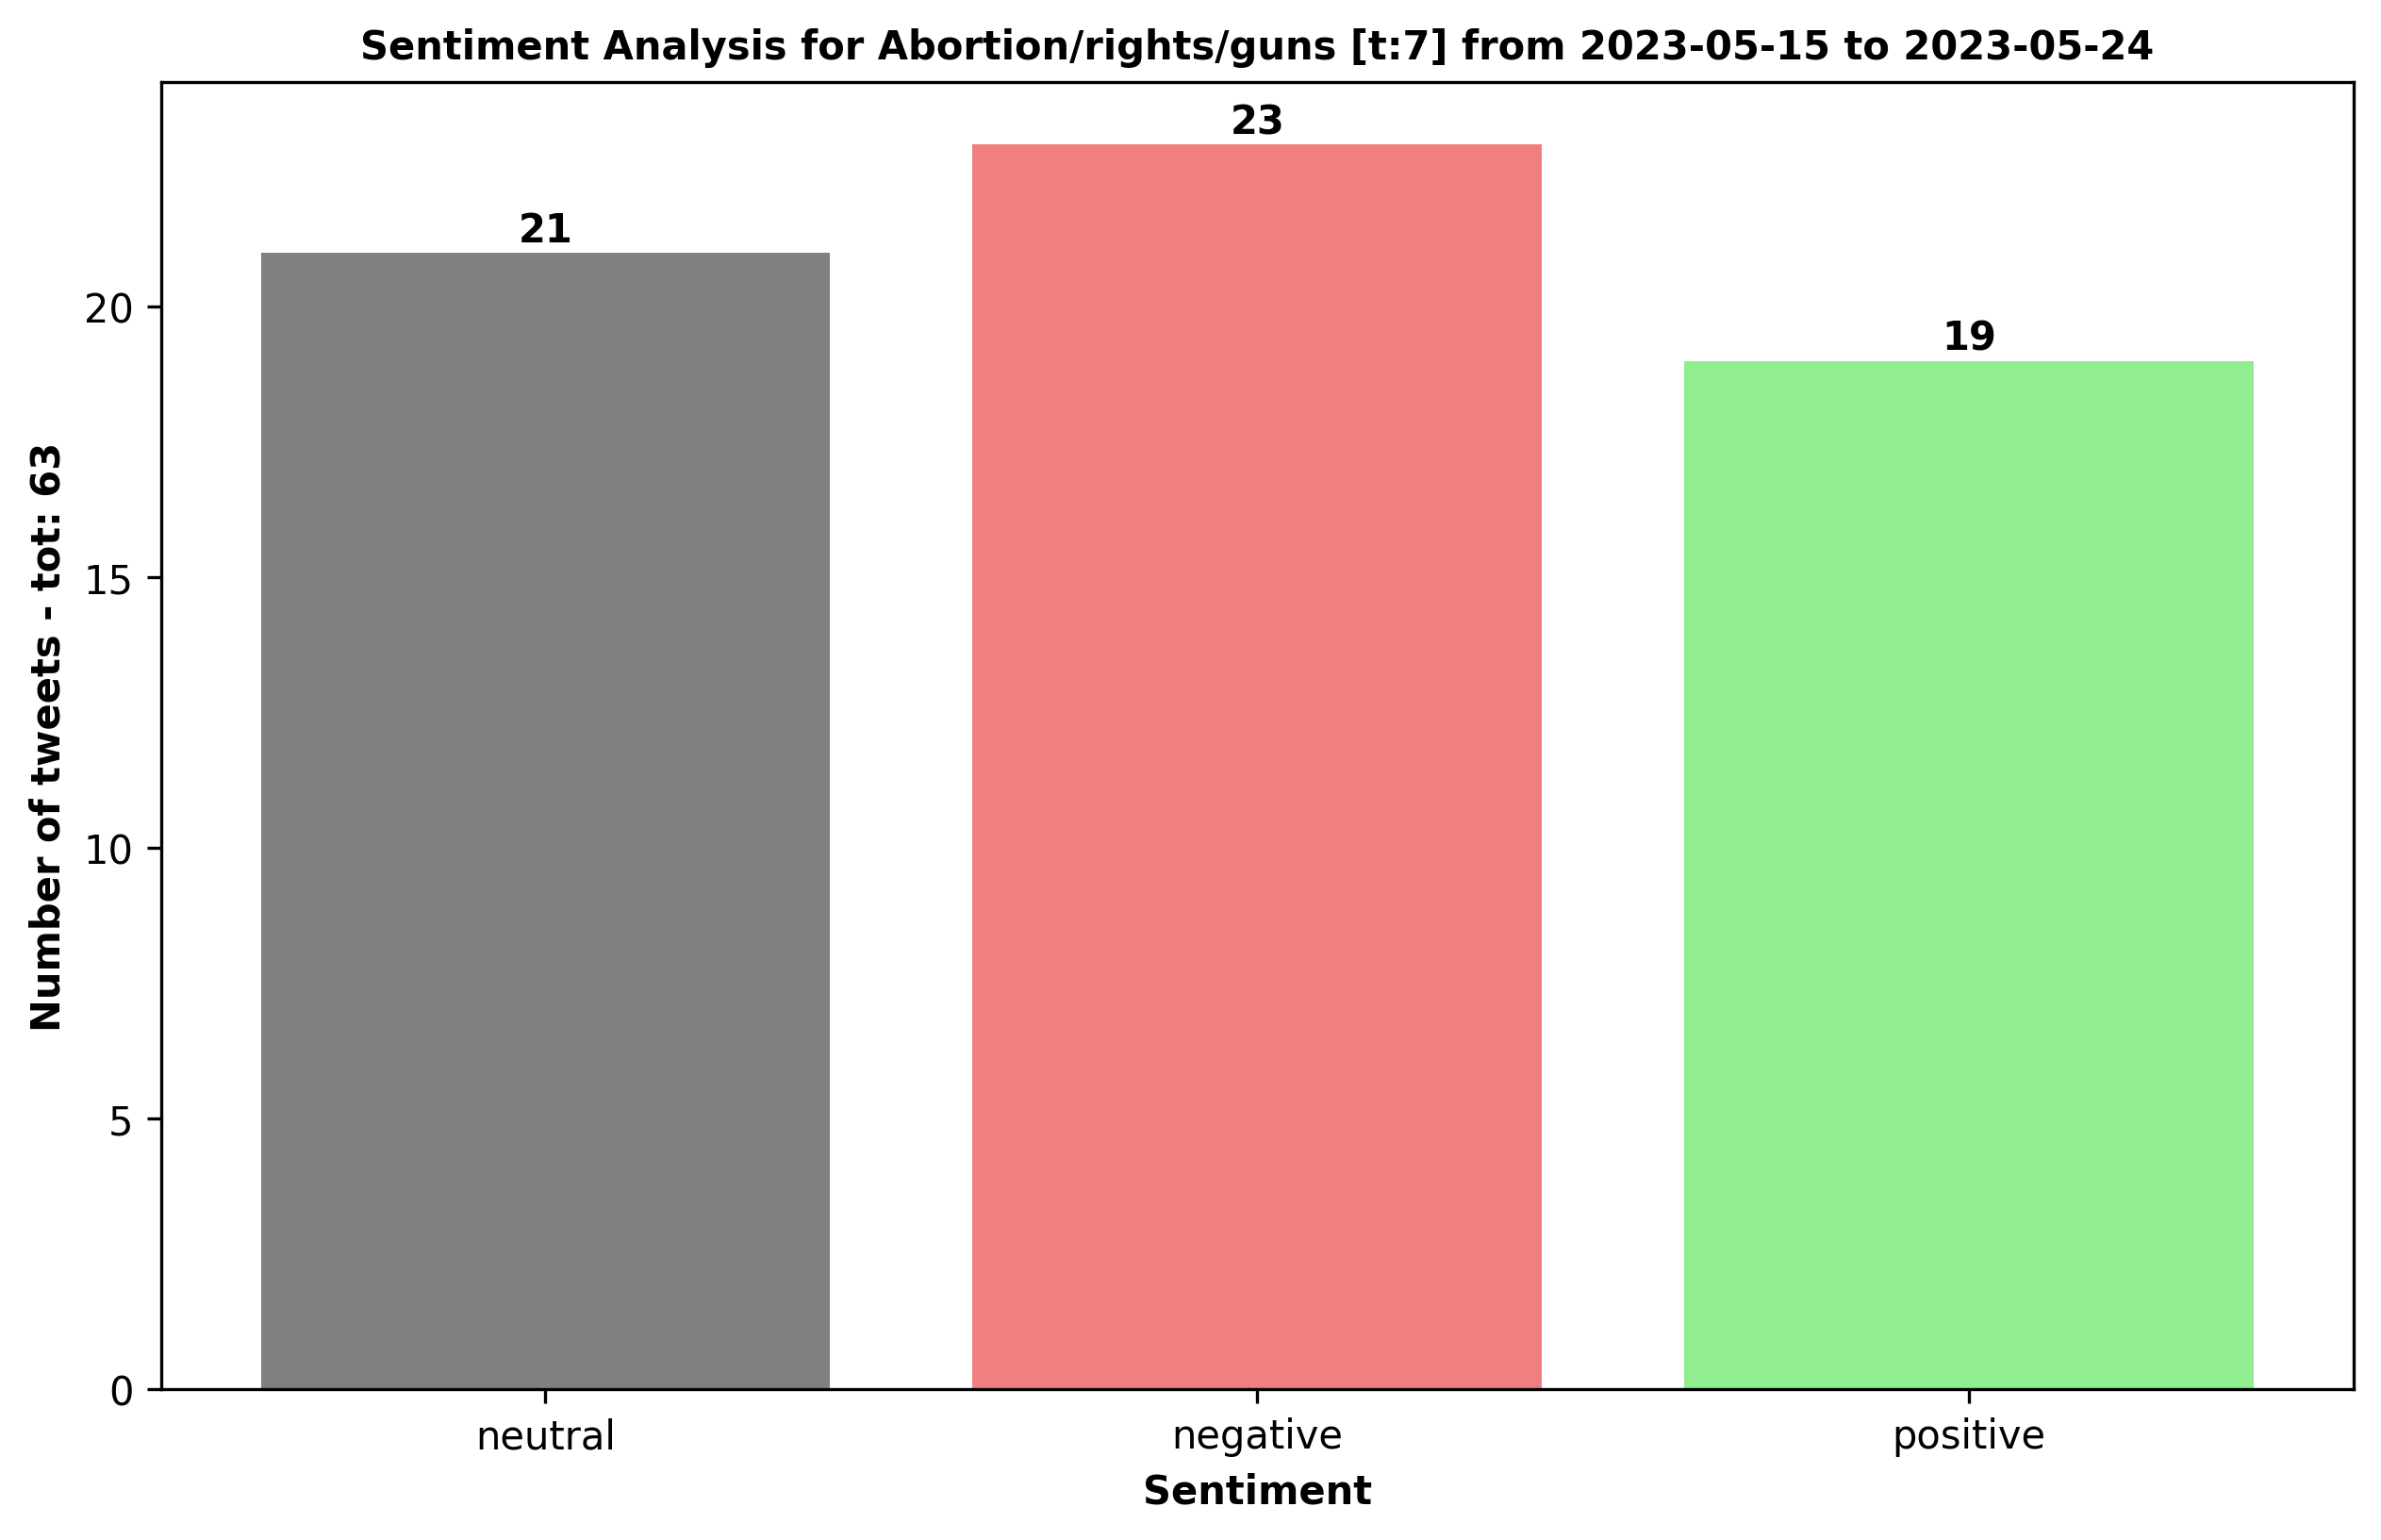 Sentiment Analysis for Abortion/rights/guns [t:7] from 2023-05-15 to 2023-05-24
Number of tweets - tot: 63
20
15
10
5
0
21
23
19
neutral
negative
positive
Sentiment